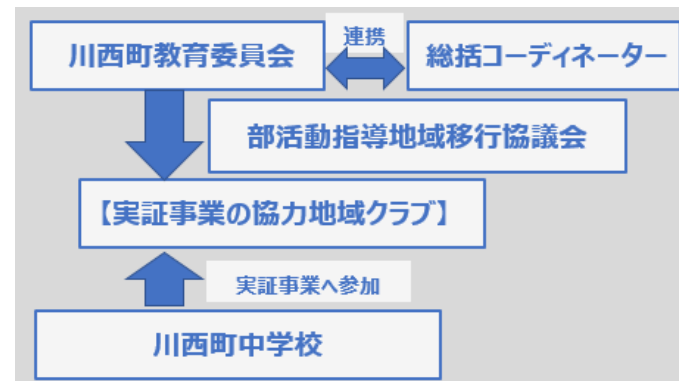 川西町教育委員会
連携
総括コーディネーター
部活動指導地域移行協議会
【実証事業の協力地域クラブ】
実証事業へ参加
川西町中学校